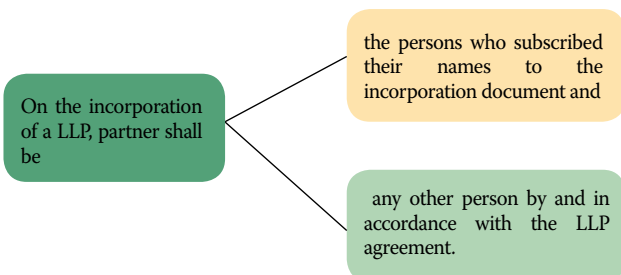 On the incorporation
of a LLP, partner shall
be
the persons who subscribed
their names to the
incorporation document and
any other person by and in
accordance with the LLP
agreement.